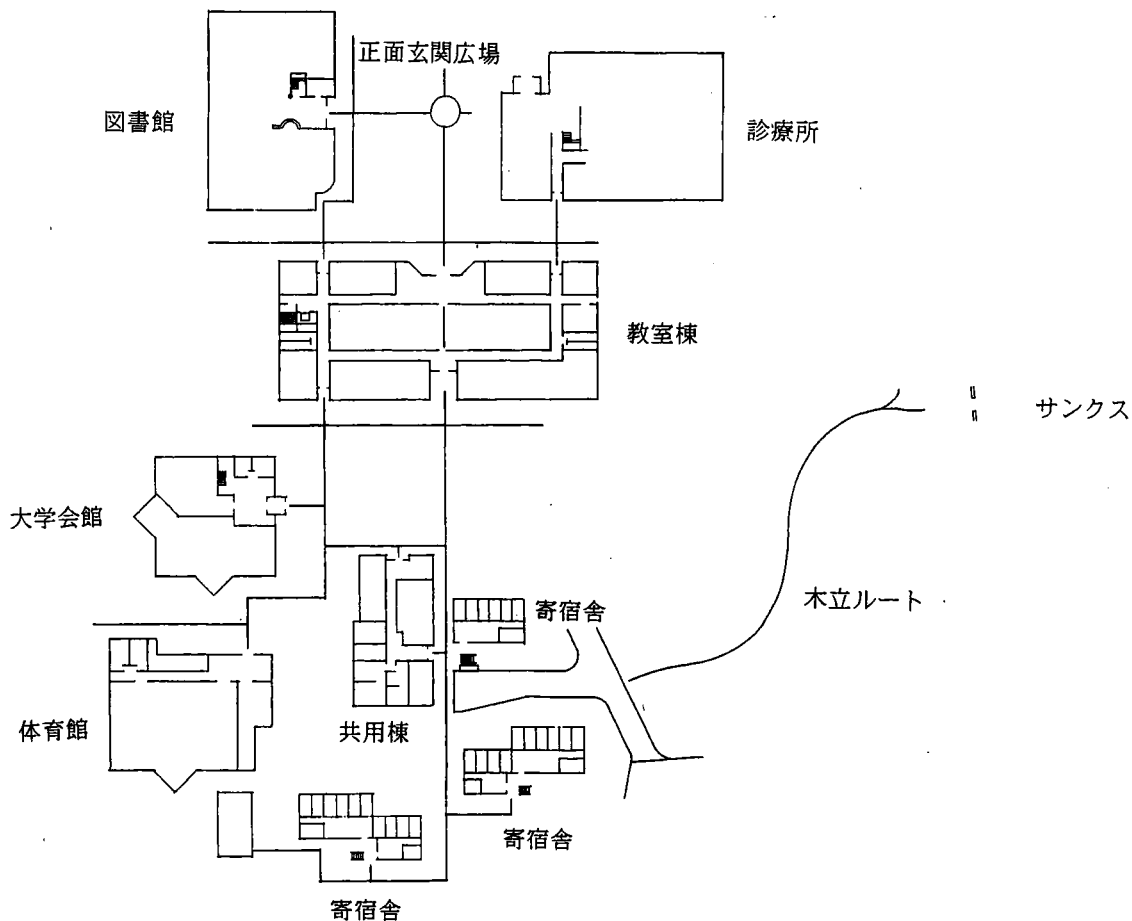 正面玄関広場
図書館
診療所
教室棟
サンクス
大学会館
木立ルート
寄宿舎
体育館
共用棟
寄宿舎
寄宿舎